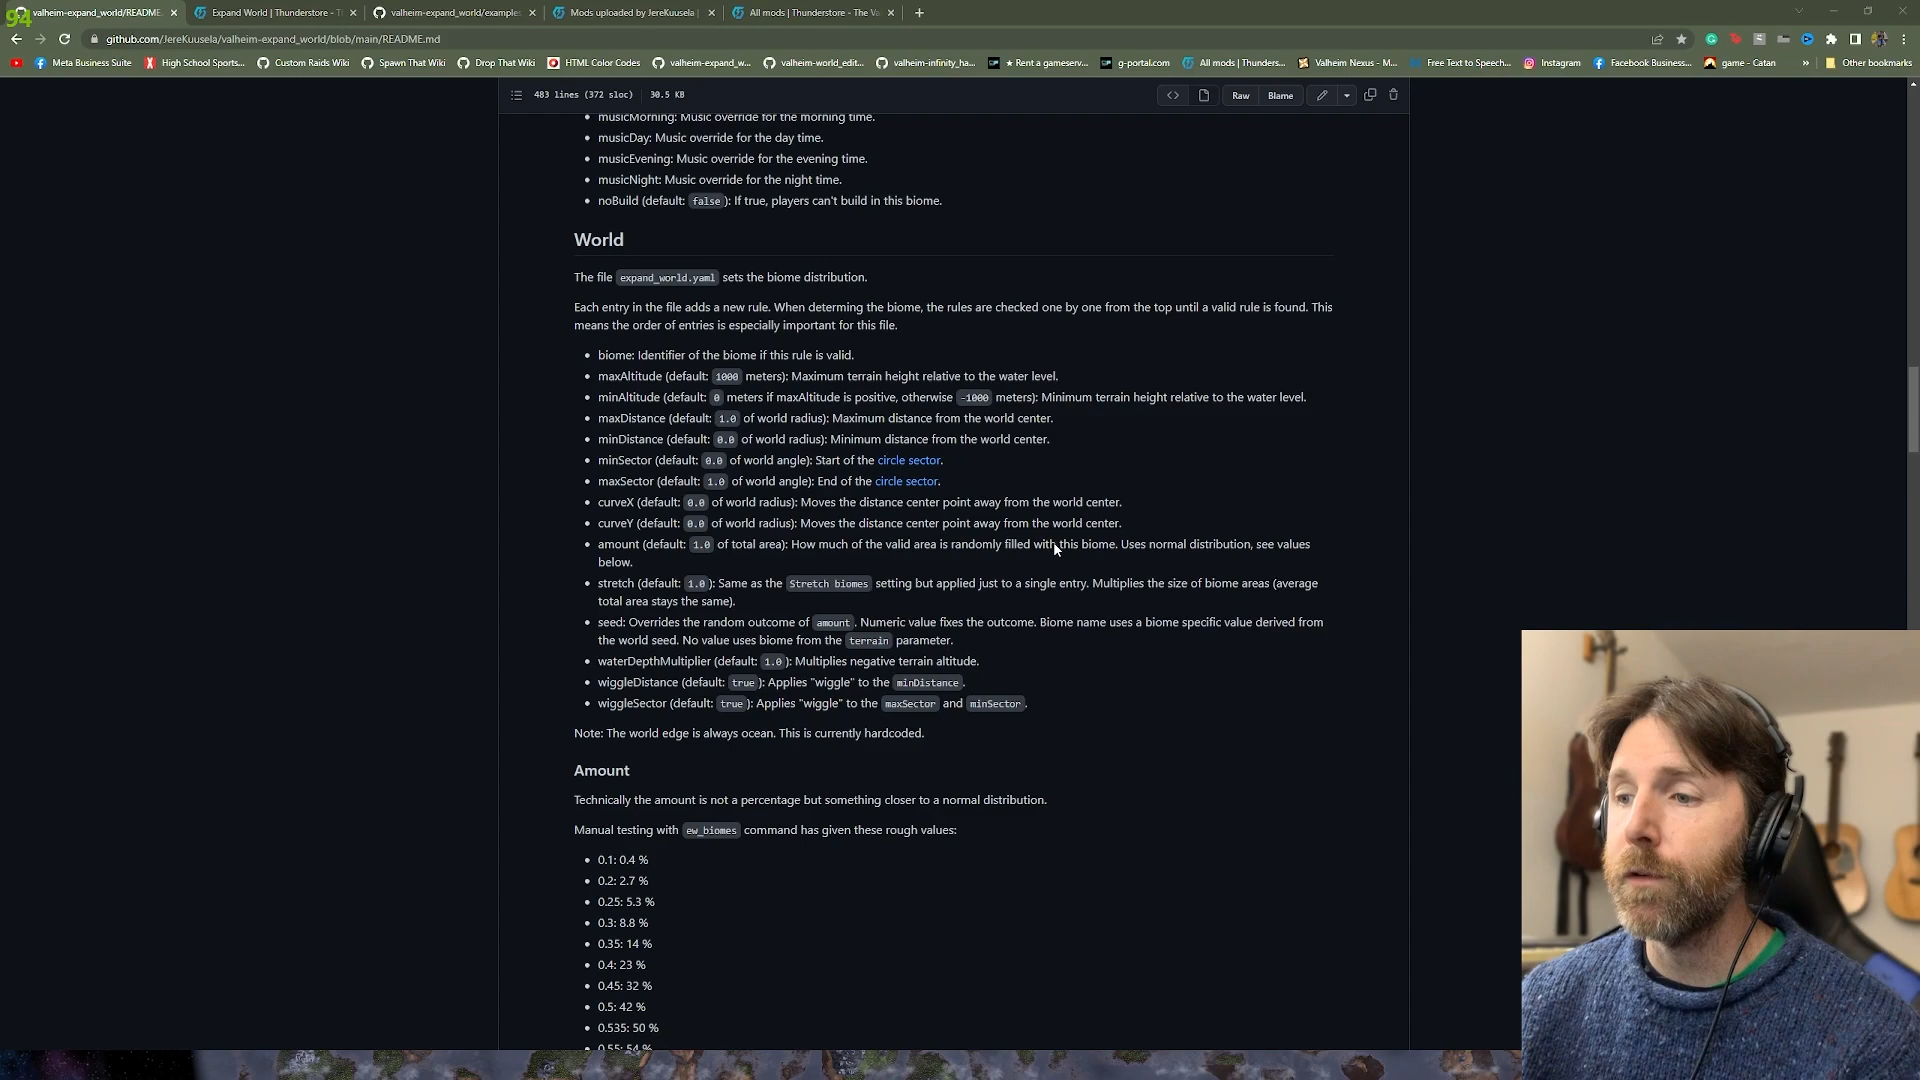 94
valheim-expand_world/README.
Expand World | Thunderstore - T
valheim-expand_world/examples
Mods uploaded by JereKuusela |
All mods | Thunderstore - The Va
github.com/JereKuusela/valheim-expand_world/blob/main/README.md
Meta Business Suite
High School Sports...
Custom Raids Wiki
Spawn That Wiki
Drop That Wiki
HTML Color Codes
valheim-expand_w...
valheim-world_edit...
valheim-infinity_ha...
★ Rent a gameserv...
g-portal.com
All mods | Thunders...
Valheim Nexus - M...
Free Text to Speech...
Instagram
Facebook Business...
game - Catan
»
Other bookmarks
483 lines (372 sloc) 30.5 KB
Raw
Blame
musicMorning: Music override for the morning time.
musicDay: Music override for the day time.
musicEvening: Music override for the evening time.
musicNight: Music override for the night time.
noBuild (default: false): If true, players can't build in this biome.
World
The file expand_world.yaml sets the biome distribution.
Each entry in the file adds a new rule. When determining the biome, the rules are checked one by one from the top until a valid rule is found. This
means the order of entries is especially important for this file.
biome: Identifier of the biome if this rule is valid.
maxAltitude (default: 1000 meters): Maximum terrain height relative to the water level.
minAltitude (default: 0 meters if maxAltitude is positive, otherwise -1000 meters): Minimum terrain height relative to the water level.
maxDistance (default: 1.0 of world radius): Maximum distance from the world center.
minDistance (default: 0.0 of world radius): Minimum distance from the world center.
minSector (default: 0.0 of world angle): Start of the circle sector.
maxSector (default: 1.0 of world angle): End of the circle sector.
curveX (default: 0.0 of world radius): Moves the distance center point away from the world center.
curveY (default: 0.0 of world radius): Moves the distance center point away from the world center.
amount (default: 1.0 of total area): How much of the valid area is randomly filled with this biome. Uses normal distribution, see values
below.
stretch (default: 1.0): Same as the Stretch biomes setting but applied just to a single entry. Multiplies the size of biome areas (average
total area stays the same).
seed: Overrides the random outcome of amount. Numeric value fixes the outcome. Biome name uses a biome specific value derived from
the world seed. No value uses biome from the terrain parameter.
waterDepthMultiplier (default: 1.0): Multiplies negative terrain altitude.
wiggleDistance (default: true): Applies "wiggle" to the minDistance.
wiggleSector (default: true): Applies "wiggle" to the maxSector and minSector.
Note: The world edge is always ocean. This is currently hardcoded.
Amount
Technically the amount is not a percentage but something closer to a normal distribution.
Manual testing with ew_biomes command has given these rough values:
0.1: 0.4 %
0.2: 2.7 %
0.25: 5.3 %
0.3: 8.8 %
0.35: 14 %
0.4: 23 %
0.45: 32 %
0.5: 42 %
0.535: 50 %
0.55: 54 %